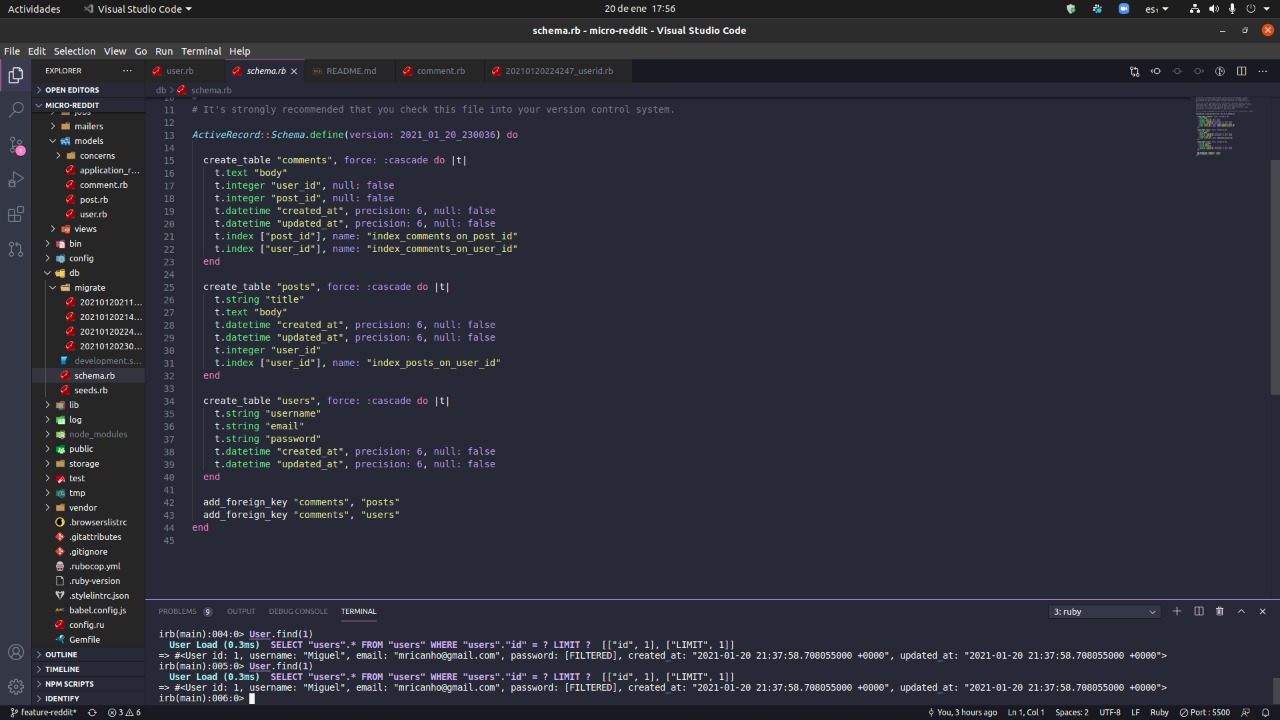 Actividades
Visual Studio Code
20 de ene 17:56
es₁
schema.rb - micro-reddit - Visual Studio Code
File Edit Selection View Go Run Terminal Help
EXPLORER
user.rb
schema.rb
README.md
comment.rb
20210120224247_userid.rb
OPEN EDITORS
MICRO-REDDIT
jobs
mailers
models
concerns
application_r...
comment.rb
post.rb
user.rb
views
bin
config
db
migrate
20210120211...
20210120214...
20210120224...
20210120230...
development.s...
schema.rb
seeds.rb
lib
log
node_modules
public
storage
test
tmp
vendor
.browserslistrc
.gitattributes
.gitignore
.rubocop.yml
.ruby-version
.stylelintrc.json
babel.config.js
config.ru
Gemfile
OUTLINE
TIMELINE
NPM SCRIPTS
IDENTIFY
db > schema.rb
10 #
11 # It's strongly recommended that you check this file into your version control system.
12
13 ActiveRecord::Schema.define(version: 2021_01_20_230036) do
14
15 create_table "comments", force: :cascade do |t|
16 t.text "body"
17 t.integer "user_id", null: false
18 t.integer "post_id", null: false
19 t.datetime "created_at", precision: 6, null: false
20 t.datetime "updated_at", precision: 6, null: false
21 t.index ["post_id"], name: "index_comments_on_post_id"
22 t.index ["user_id"], name: "index_comments_on_user_id"
23 end
24
25 create_table "posts", force: :cascade do |t|
26 t.string "title"
27 t.text "body"
28 t.datetime "created_at", precision: 6, null: false
29 t.datetime "updated_at", precision: 6, null: false
30 t.integer "user_id"
31 t.index ["user_id"], name: "index_posts_on_user_id"
32 end
33
34 create_table "users", force: :cascade do |t|
35 t.string "username"
36 t.string "email"
37 t.string "password"
38 t.datetime "created_at", precision: 6, null: false
39 t.datetime "updated_at", precision: 6, null: false
40 end
41
42 add_foreign_key "comments", "posts"
43 add_foreign_key "comments", "users"
44 end
45
PROBLEMS 9 OUTPUT DEBUG CONSOLE TERMINAL
3: ruby
irb(main):004:0> User.find(1)
User Load (0.3ms) SELECT "users".* FROM "users" WHERE "users"."id" = ? LIMIT ? [["id", 1], ["LIMIT", 1]]
=> #<User id: 1, username: "Miguel", email: "mricanho@gmail.com", password: [FILTERED], created_at: "2021-01-20 21:37:58.708055000 +0000", updated_at: "2021-01-20 21:37:58.708055000 +0000">
irb(main):005:0> User.find(1)
User Load (0.3ms) SELECT "users".* FROM "users" WHERE "users"."id" = ? LIMIT ? [["id", 1], ["LIMIT", 1]]
=> #<User id: 1, username: "Miguel", email: "mricanho@gmail.com", password: [FILTERED], created_at: "2021-01-20 21:37:58.708055000 +0000", updated_at: "2021-01-20 21:37:58.708055000 +0000">
irb(main):006:0>
feature-reddit* 3 6
You, 3 hours ago Ln 1, Col 1 Spaces: 2 UTF-8 LF Ruby Port : 5500